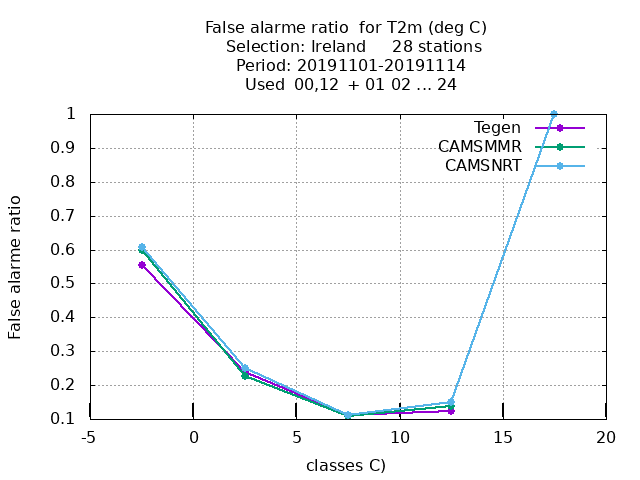 False alarme ratio  for T2m (deg C)
Selection: Ireland     28 stations
Period: 20191101-20191114
Used  00,12  + 01 02 ... 24
Tegen
CAMSMMR
CAMSNRT
False alarme ratio
1
0.9
0.8
0.7
0.6
0.5
0.4
0.3
0.2
0.1
-5 0 5 10 15 20
classes C)